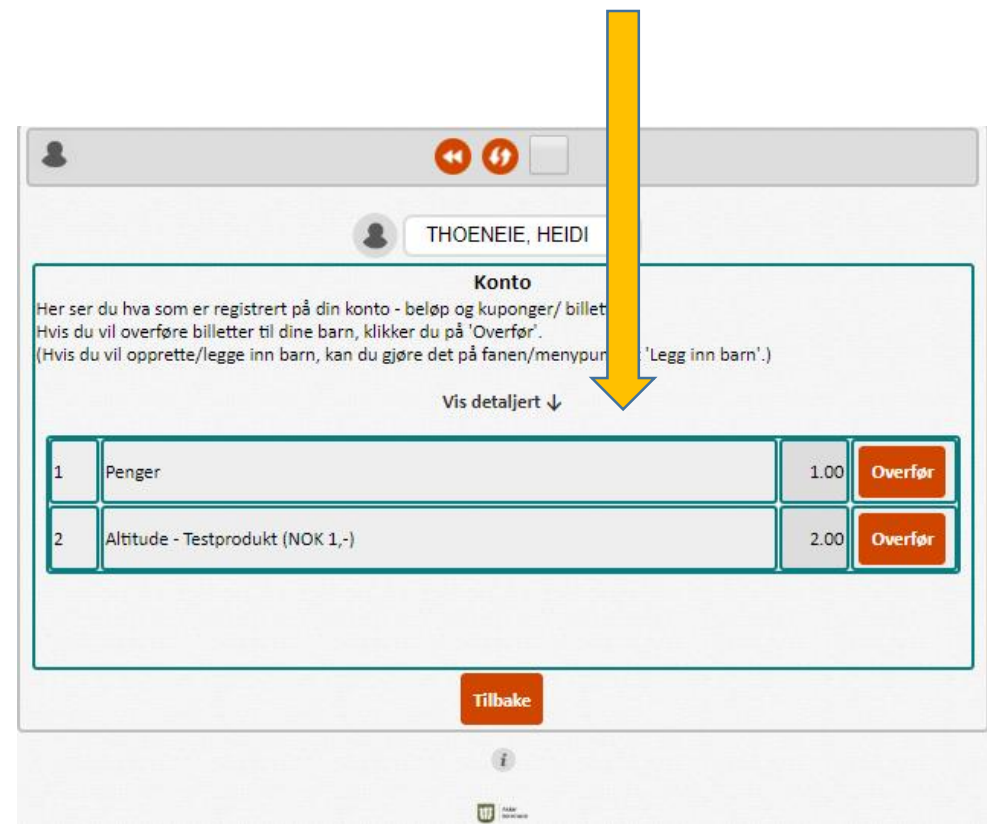 THOENEIE, HEIDI
Konto
Her ser du hva som er registrert på din konto - beløp og kuponger/ billet
Hvis du vil overføre billetter til dine barn, klikker du på 'Overfør'.
(Hvis du vil opprette/legge inn barn, kan du gjøre det på fanen/menypun 'Legg inn barn'.)
Vis detaljert ↓
1 Penger 1.00 Overfør
2 Altitude - Testprodukt (NOK 1,-) 2.00 Overfør
Tilbake
i